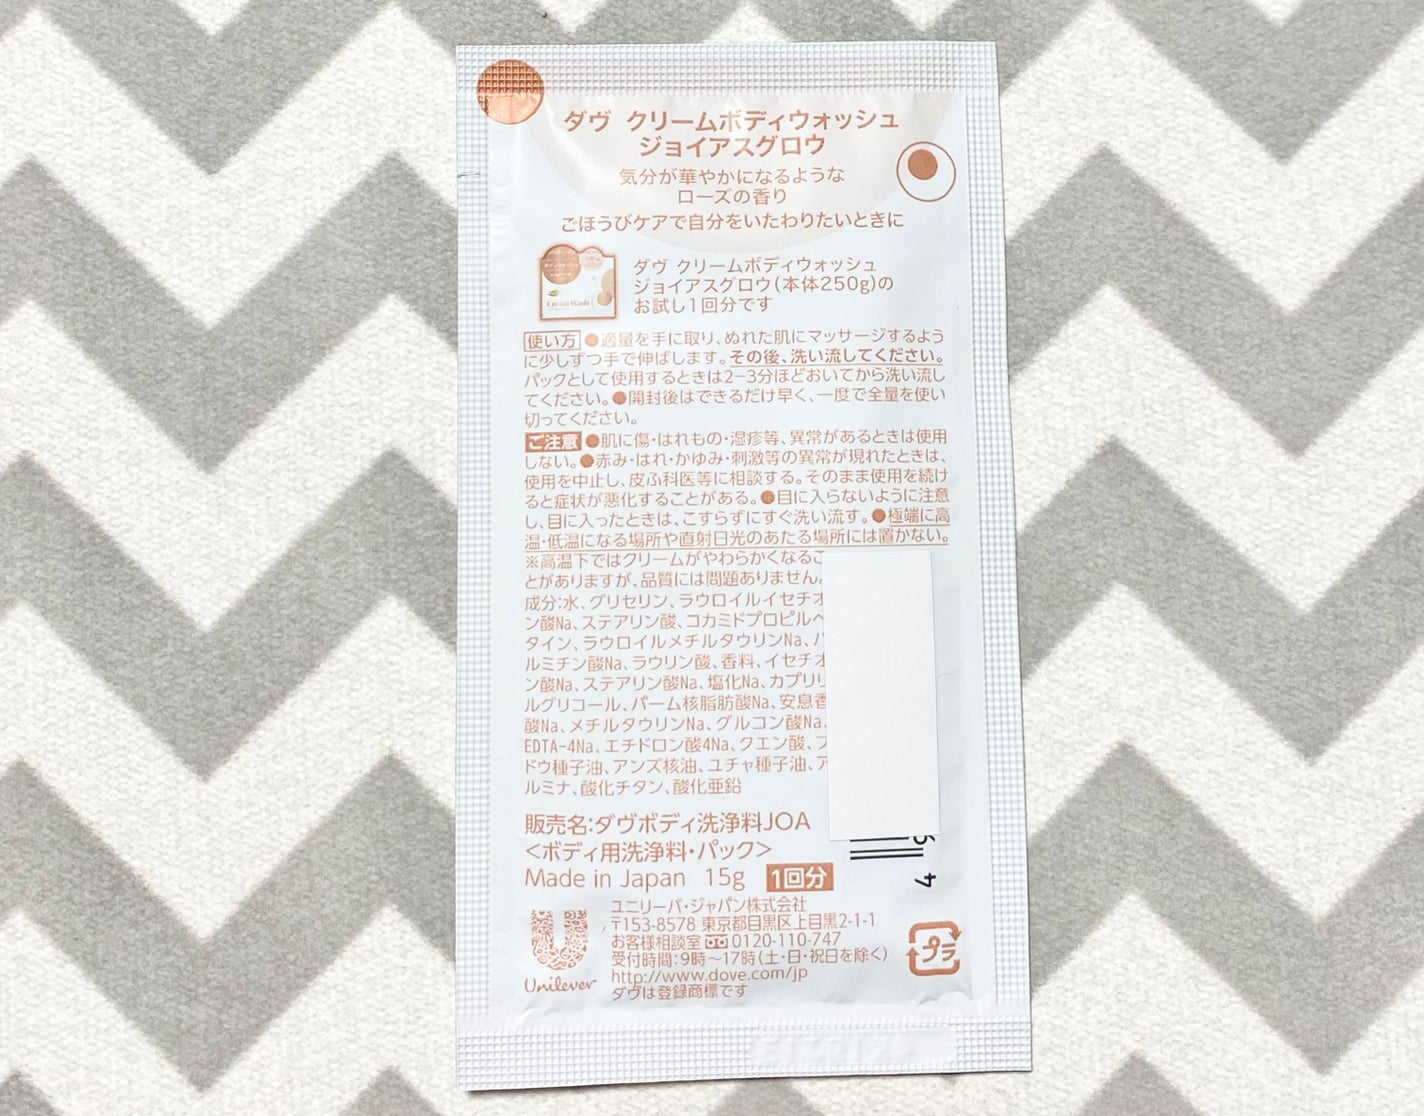 ダヴ クリームボディウォッシュ
ジョイアスグロウ
気分が華やかになるような
ローズの香り
ごほうびケアで自分をいたわりたいときに
Cream Wash
ダヴ クリームボディウォッシュ
ジョイアスグロウ(本体250g)の
お試し1回分です
使い方 ●適量を手に取り、ぬれた肌にマッサージするよう
に少しずつ手で伸ばします。その後、洗い流してください。
パックとして使用するときは2-3分ほどおいてから洗い流し
てください。●開封後はできるだけ早く、一度で全量を使い
切ってください。
ご注意 ●肌に傷・はれもの・湿疹等、異常があるときは使用
しない。●赤み・はれ・かゆみ・刺激等の異常が現れたときは、
使用を中止し、皮ふ科医等に相談する。そのまま使用を続け
ると症状が悪化することがある。●目に入らないように注意
し、目に入ったときは、こすらずにすぐ洗い流す。●極端に高
温・低温になる場所や直射日光のあたる場所には置かない。
※高温下ではクリームがやわらかくなるこ
とがありますが、品質には問題ありません。
成分:水、グリセリン、ラウロイルイセチオ
ン酸Na、ステアリン酸、コカミドプロピルベ
タイン、ラウロイルメチルタウリンNa、パ
ルミチン酸Na、ラウリン酸、香料、イセチオ
ン酸Na、ステアリン酸Na、塩化Na、カプリリ
ルグリコール、パーム核脂肪酸Na、安息香
酸Na、メチルタウリンNa、グルコン酸Na、
EDTA-4Na、エチドロン酸4Na、クエン酸、ブ
ドウ種子油、アンズ核油、ユチャ種子油、ア
ルミナ、酸化チタン、酸化亜鉛
販売名:ダヴボディ洗浄料JOA
<ボディ用洗浄料・パック>
Made in Japan 15g 1回分
ユニリーバ・ジャパン株式会社
〒153-8578 東京都目黒区上目黒2-1-1
お客様相談室 0120-110-747
受付時間:9時〜17時(土・日・祝日を除く)
http://www.dove.com/jp
ダヴは登録商標です
Unilever
プラ
4